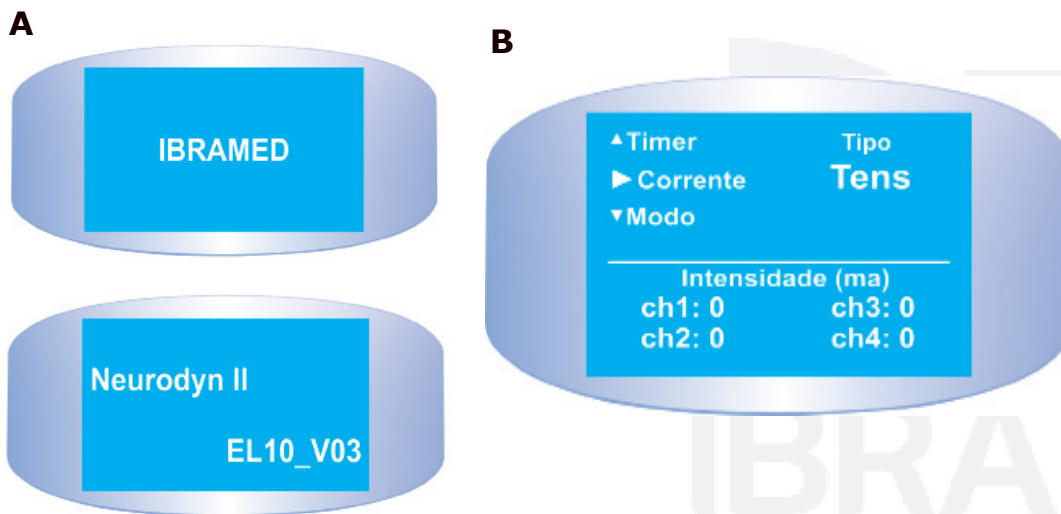 A
IBRAMED
Neurodyn II
EL10_V03
B
Timer Tipo
Corrente Tens
Modo
Intensidade (ma)
ch1: 0 ch3: 0
ch2: 0 ch4: 0
IBRA